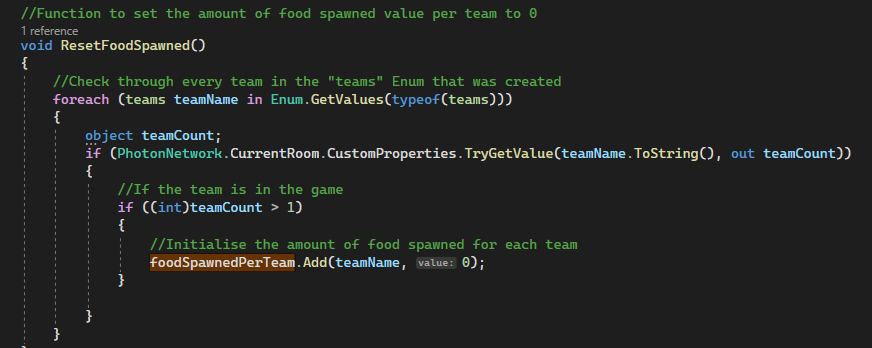 //Function to set the amount of food spawned value per team to 0
1 reference
void ResetFoodSpawned()
{
//Check through every team in the "teams" Enum that was created
foreach (teams teamName in Enum.GetValues(typeof(teams)))
{
object teamCount;
if (PhotonNetwork.CurrentRoom.CustomProperties.TryGetValue(teamName.ToString(), out teamCount))
{
//If the team is in the game
if ((int)teamCount > 1)
{
//Initialise the amount of food spawned for each team
foodSpawnedPerTeam.Add(teamName, value: 0);
}
}
}